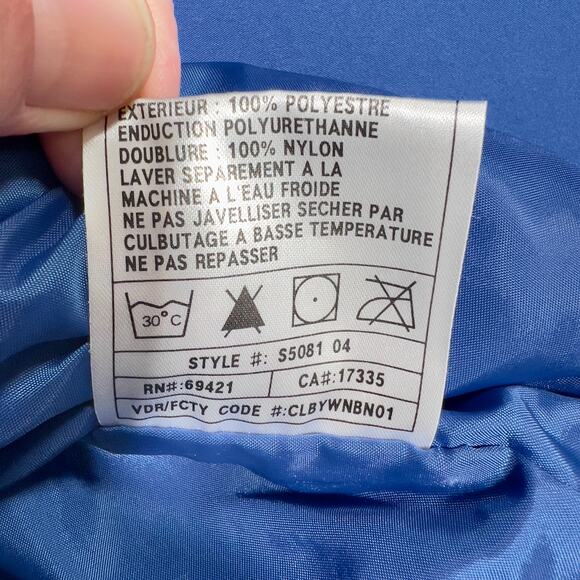 EXTERIEUR : 100% POLYESTRE
ENDUCTION POLYURETHANNE
DOUBLURE : 100% NYLON
LAVER SEPAREMENT A LA
MACHINE A L'EAU FROIDE
NE PAS JAVELLISER SECHER PAR
CULBUTAGE A BASSE TEMPERATURE
NE PAS REPASSER
30°C
STYLE #: S5081 04
RN#:69421 CA#:17335
VDR/FCTY CODE #:CLBYWNBN01